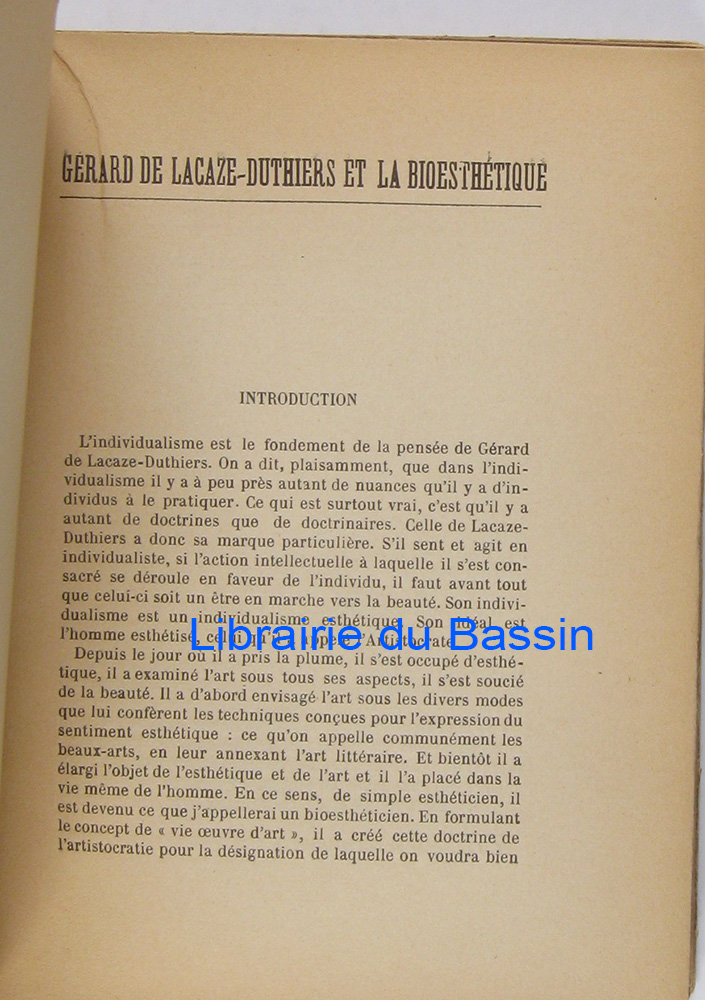 GÉRARD DE LACAZE-DUTHIERS ET LA BIOESTHÉTIQUE
INTRODUCTION
L'individualisme est le fondement de la pensée de Gérard
de Lacaze-Duthiers. On a dit, plaisamment, que dans l'indi-
vidualisme il y a à peu près autant de nuances qu'il y a d'in-
dividus à le pratiquer. Ce qui est surtout vrai, c'est qu'il y a
autant de doctrines que de doctrinaires. Celle de Lacaze-
Duthiers a donc sa marque particulière. S'il sent et agit en
individualiste, si l'action intellectuelle à laquelle il s'est con-
sacré se déroule en faveur de l'individu, il faut avant tout
que celui-ci soit un être en marche vers la beauté. Son indivi-
dualisme est un individualisme esthétique. Son idéal est
l'homme esthétisé, celui qu'il a appelé l'Artistocrate
Librairie du Bassin
Depuis le jour où il a pris la plume, il s'est occupé d'esthé-
tique, il a examiné l'art sous tous ses aspects, il s'est soucié
de la beauté. Il a d'abord envisagé l'art sous les divers modes
que lui confèrent les techniques conçues pour l'expression du
sentiment esthétique : ce qu'on appelle communément les
beaux-arts, en leur annexant l'art littéraire. Et bientôt il a
élargi l'objet de l'esthétique et de l'art et il l'a placé dans la
vie même de l'homme. En ce sens, de simple esthéticien, il
est devenu ce que j'appellerai un bioesthéticien. En formulant
le concept de « vie œuvre d'art », il a créé cette doctrine de
l'artistocratie pour la désignation de laquelle on voudra bien